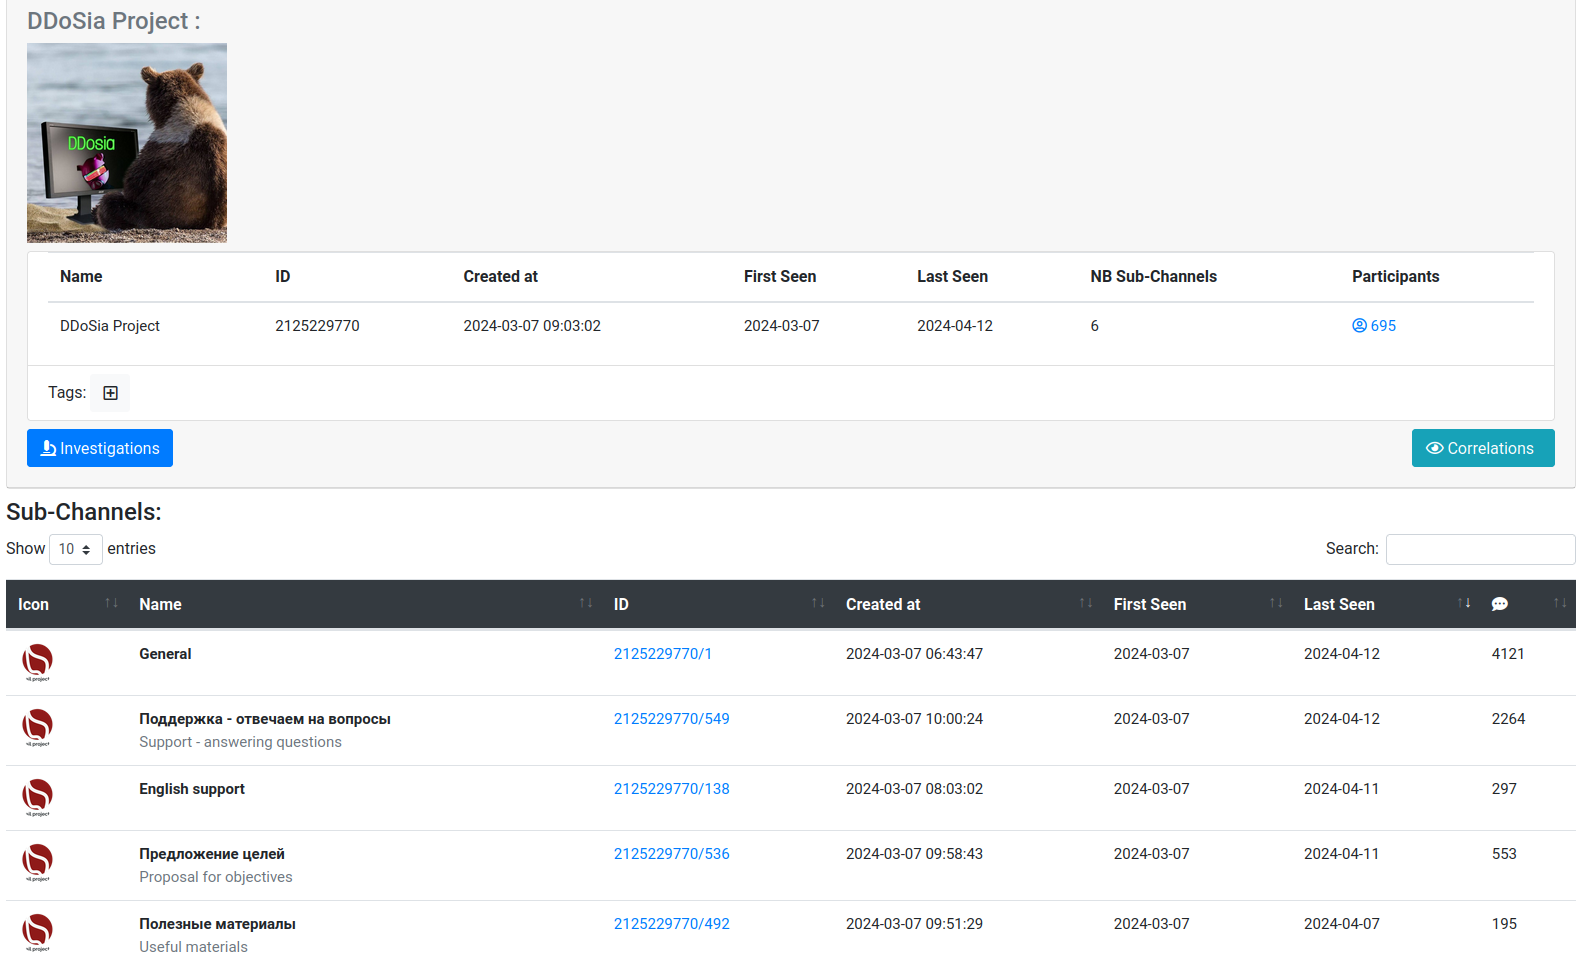 DDoSia Project :
DDosia
Name ID Created at First Seen Last Seen NB Sub-Channels Participants
DDoSia Project 2125229770 2024-03-07 09:03:02 2024-03-07 2024-04-12 6 695
Tags:
Investigations Correlations
Sub-Channels:
Show 10 entries Search:
Icon Name ID Created at First Seen Last Seen
General 2125229770/1 2024-03-07 06:43:47 2024-03-07 2024-04-12 4121
Поддержка - отвечаем на вопросы 2125229770/549 2024-03-07 10:00:24 2024-03-07 2024-04-12 2264
Support - answering questions
English support 2125229770/138 2024-03-07 08:03:02 2024-03-07 2024-04-11 297
Предложение целей 2125229770/536 2024-03-07 09:58:43 2024-03-07 2024-04-11 553
Proposal for objectives
Полезные материалы 2125229770/492 2024-03-07 09:51:29 2024-03-07 2024-04-07 195
Useful materials